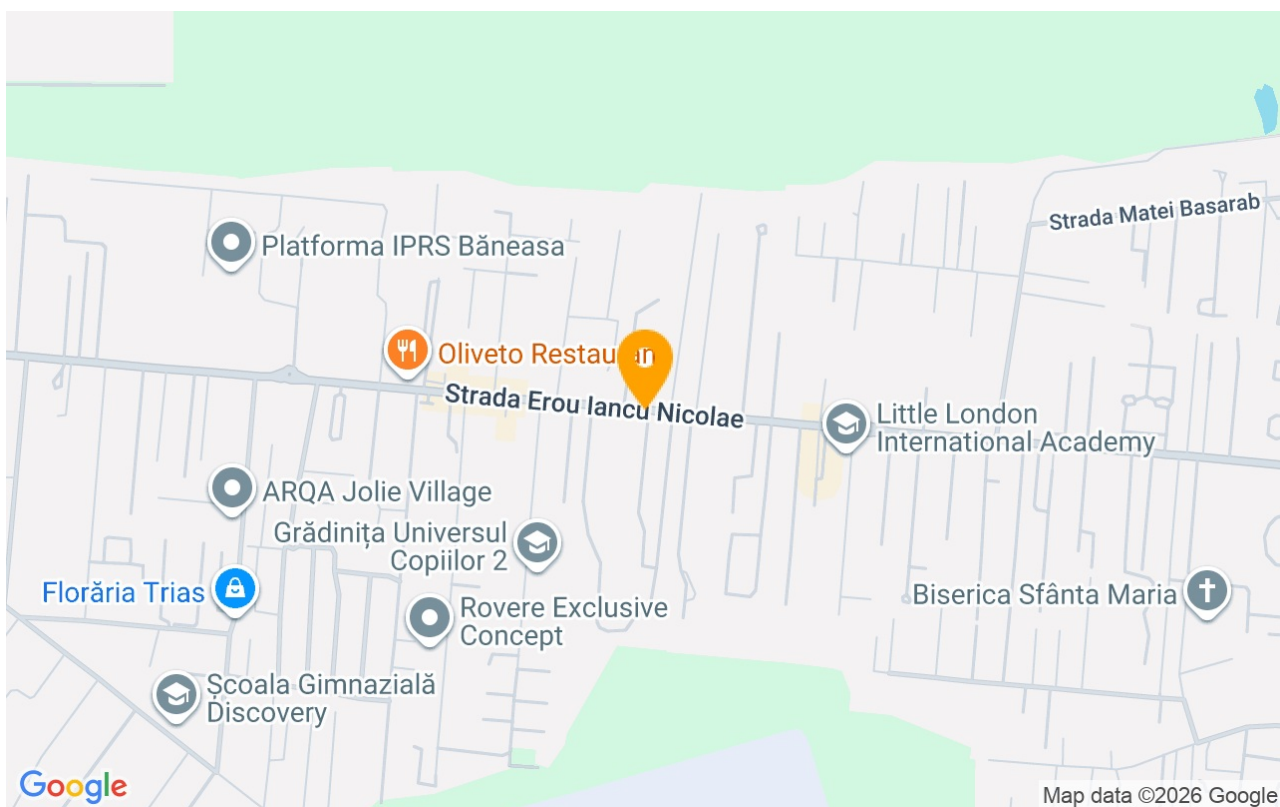 Strada Matei Basarab
Platforma IPRS Băneasa
Oliveto Restau
Strada Erou Iancu Nicolae
Little London
International Academy
ARQA Jolie Village
Grădinița Universul
Copiilor 2
Florăria Trias
Rovere Exclusive
Concept
Biserica Sfânta Maria
Școala Gimnazială
Discovery
Google
Map data ©2026 Google